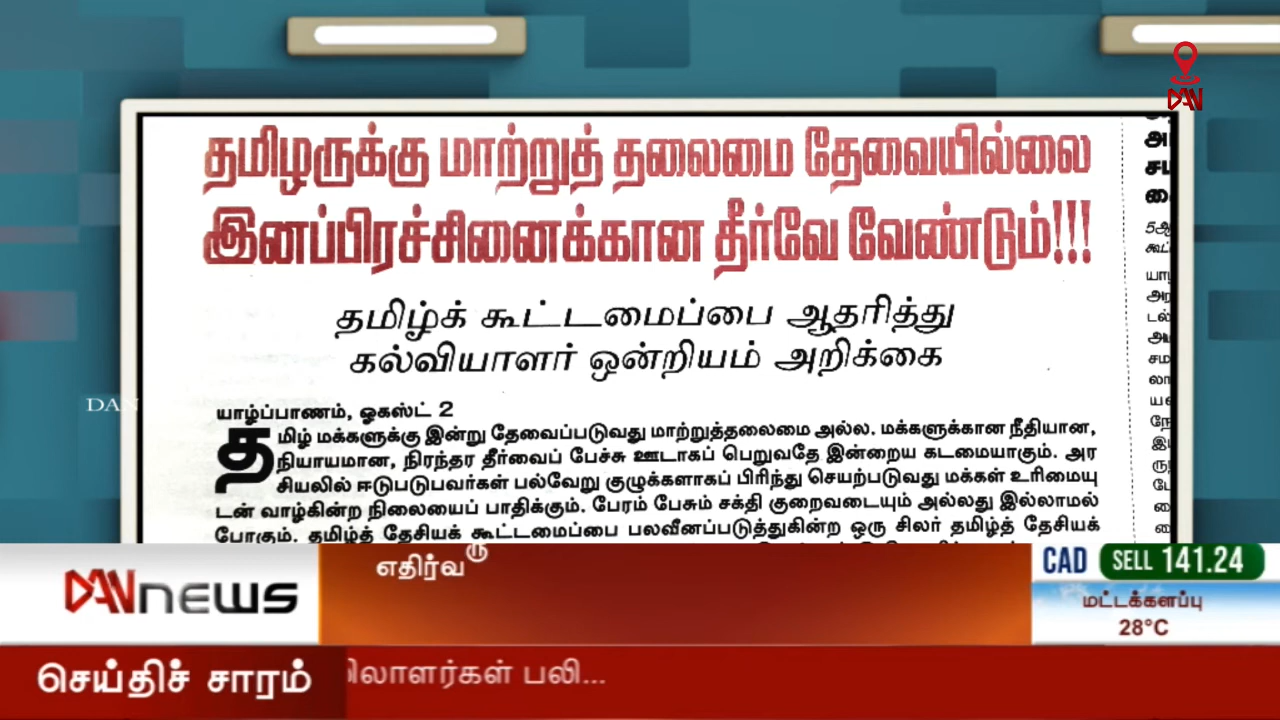 DAN
தமிழருக்கு மாற்றுத் தலைமை தேவையில்லை
இனப்பிரச்சினைக்கான தீர்வே வேண்டும்!!!
தமிழ்க் கூட்டமைப்பை ஆதரித்து
கல்வியாளர் ஒன்றியம் அறிக்கை
DAN
யாழ்ப்பாணம், ஓகஸ்ட் 2
தமிழ் மக்களுக்கு இன்று தேவைப்படுவது மாற்றுத்தலைமை அல்ல. மக்களுக்கான நீதியான,
நியாயமான, நிரந்தர தீர்வைப் பேச்சு ஊடாகப் பெறுவதே இன்றைய கடமையாகும். அர
சியலில் ஈடுபடுபவர்கள் பல்வேறு குழுக்களாகப் பிரிந்து செயற்படுவது மக்கள் உரிமையு
டன் வாழ்கின்ற நிலையைப் பாதிக்கும். பேரம் பேசும் சக்தி குறைவடையும் அல்லது இல்லாமல்
போகும். தமிழ்த் தேசியக் கூட்டமைப்பை பலவீனப்படுத்துகின்ற ஒரு சிலர் தமிழ்த் தேசியக்
DAN news
எதிர்வரு
CAD SELL 141.24
மட்டக்களப்பு
28°C
செய்திச் சாரம்
லாளர்கள் பலி...